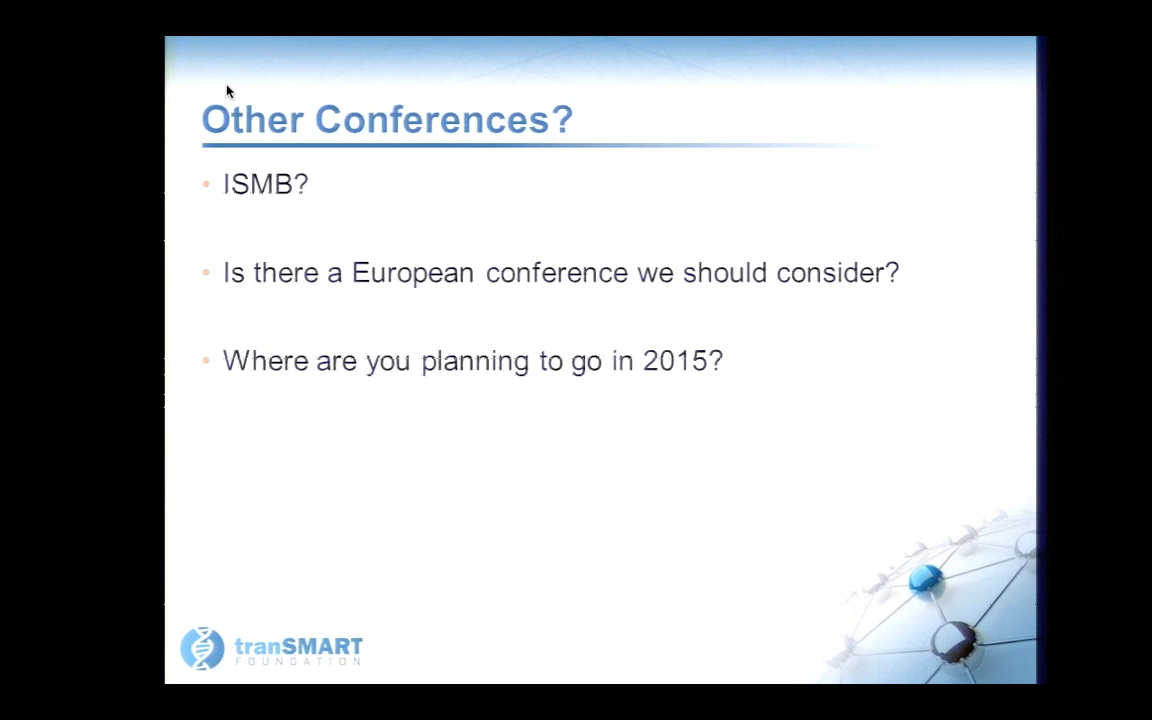 Other Conferences?
• ISMB?
• Is there a European conference we should consider?
• Where are you planning to go in 2015?
tranSMART
FOUNDATION